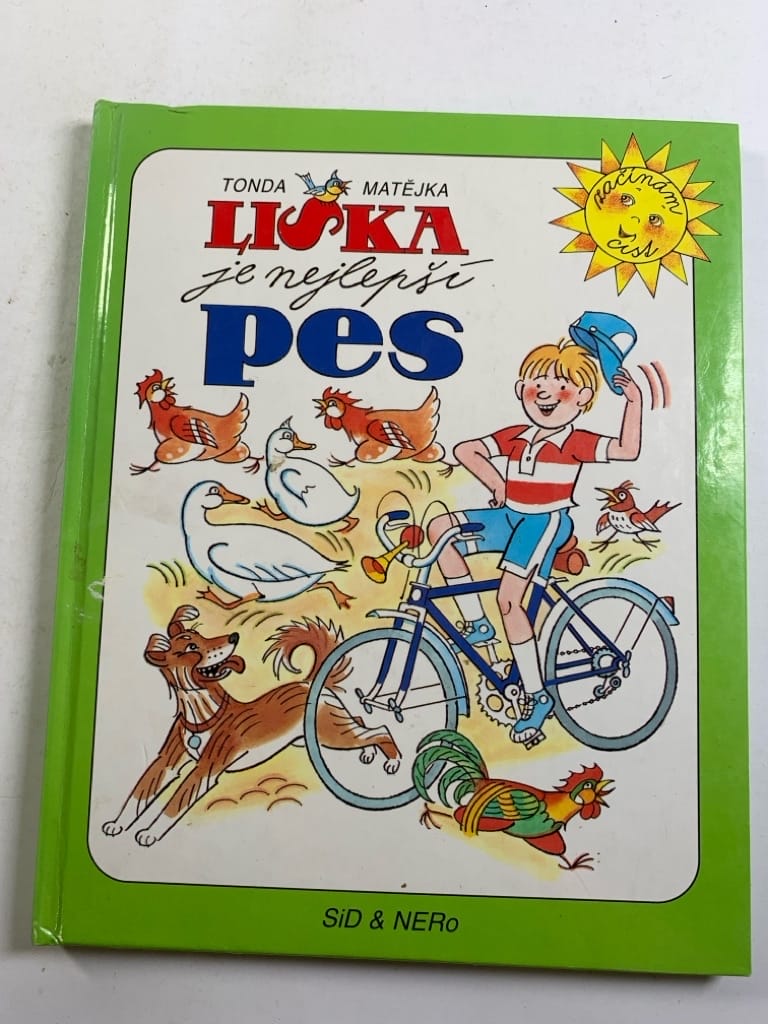 TONDA MATĚJKA
LIŠKA
je nejlepší
pes
začínám
číst
SiD & NERo